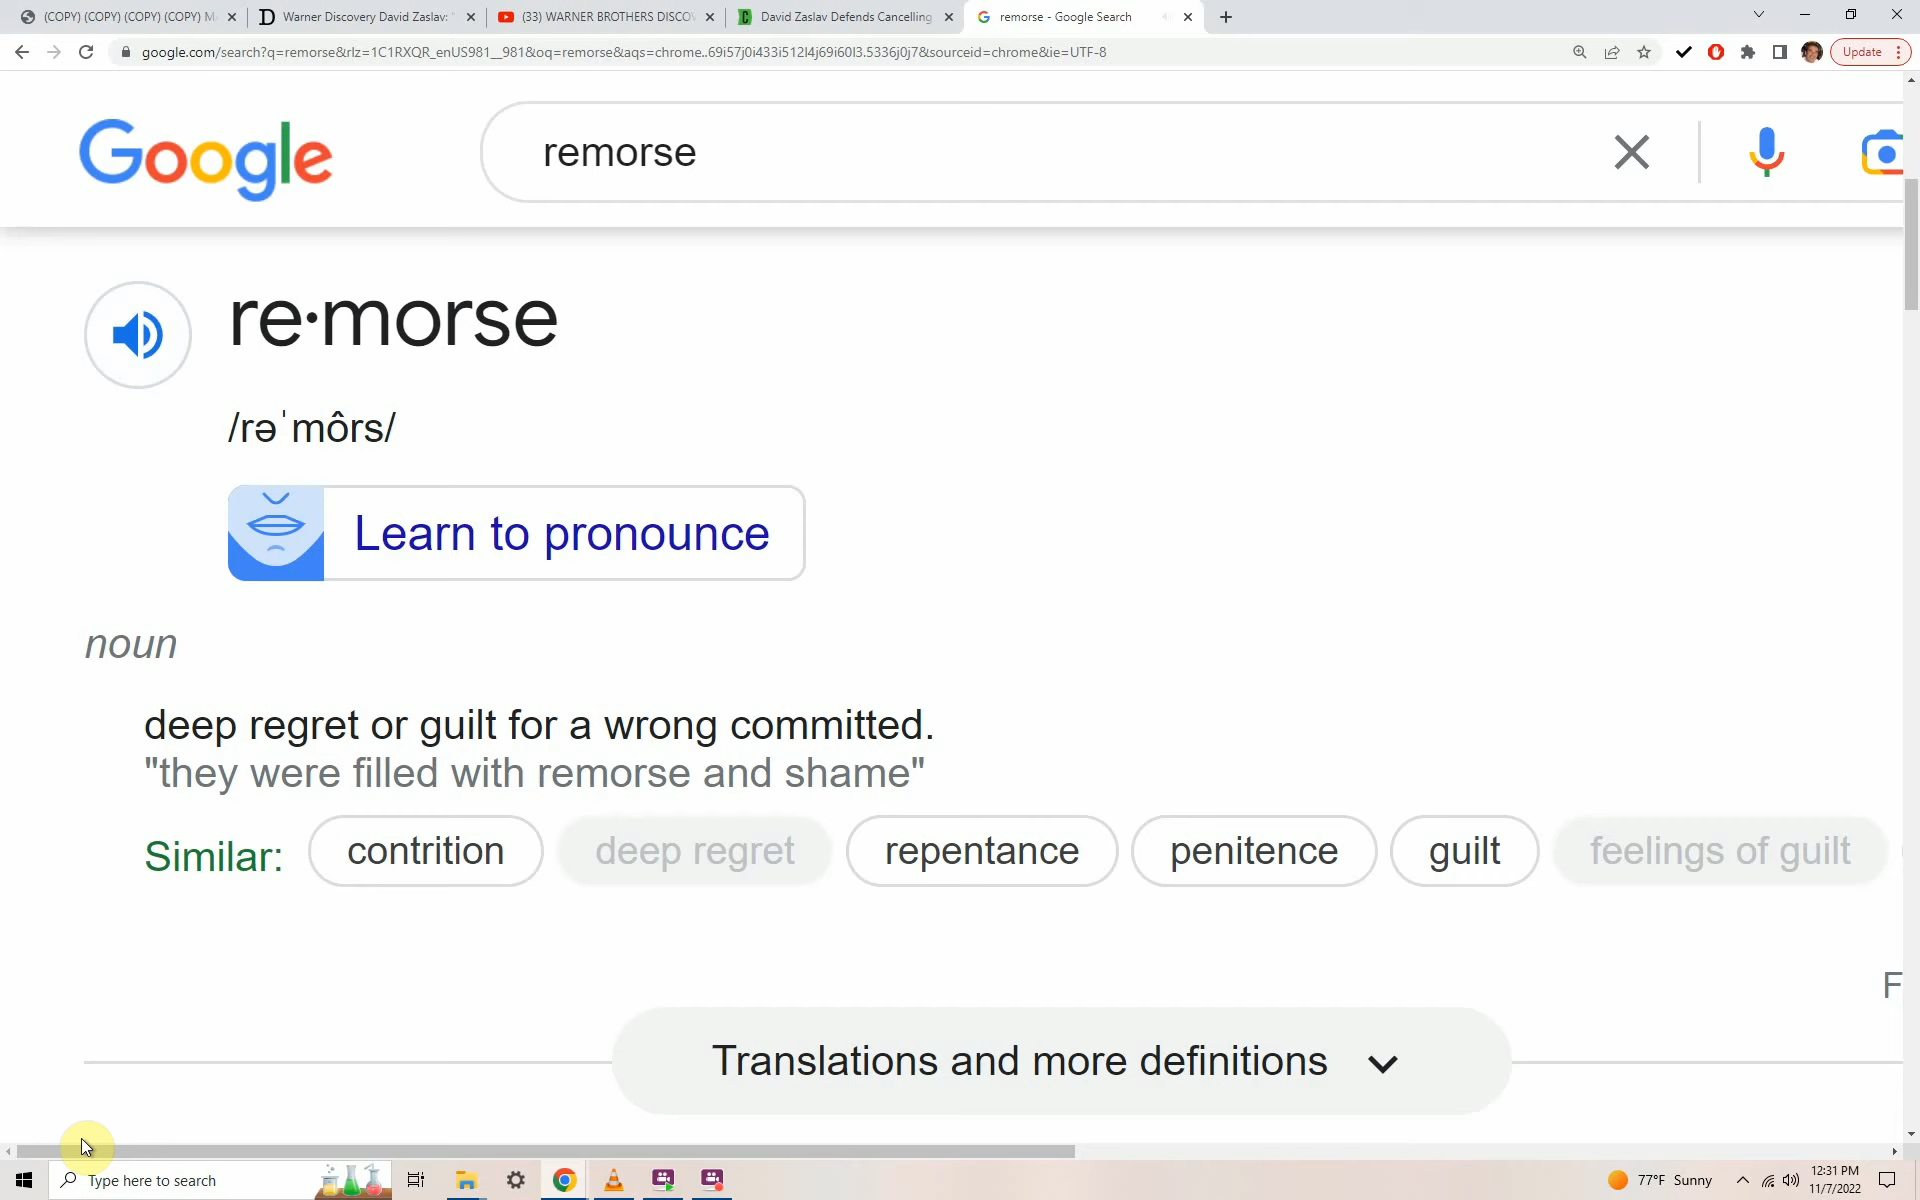 (COPY) (COPY) (COPY) (COPY) M
Warner Discovery David Zaslav:
(33) WARNER BROTHERS DISCO
David Zaslav Defends Cancelling
remorse - Google Search
google.com/search?q=remorse&rlz=1C1RXQR_enUS981__981&oq=remorse&aqs=chrome..69i57j0i433i512l4j69i60l3.5336j0j7&sourceid=chrome&ie=UTF-8
Update
Google
remorse
re·morse
/rəˈmôrs/
Learn to pronounce
noun
deep regret or guilt for a wrong committed.
"they were filled with remorse and shame"
Similar: contrition deep regret repentance penitence guilt feelings of guilt
F
Translations and more definitions
Type here to search
77°F Sunny
12:31 PM
11/7/2022